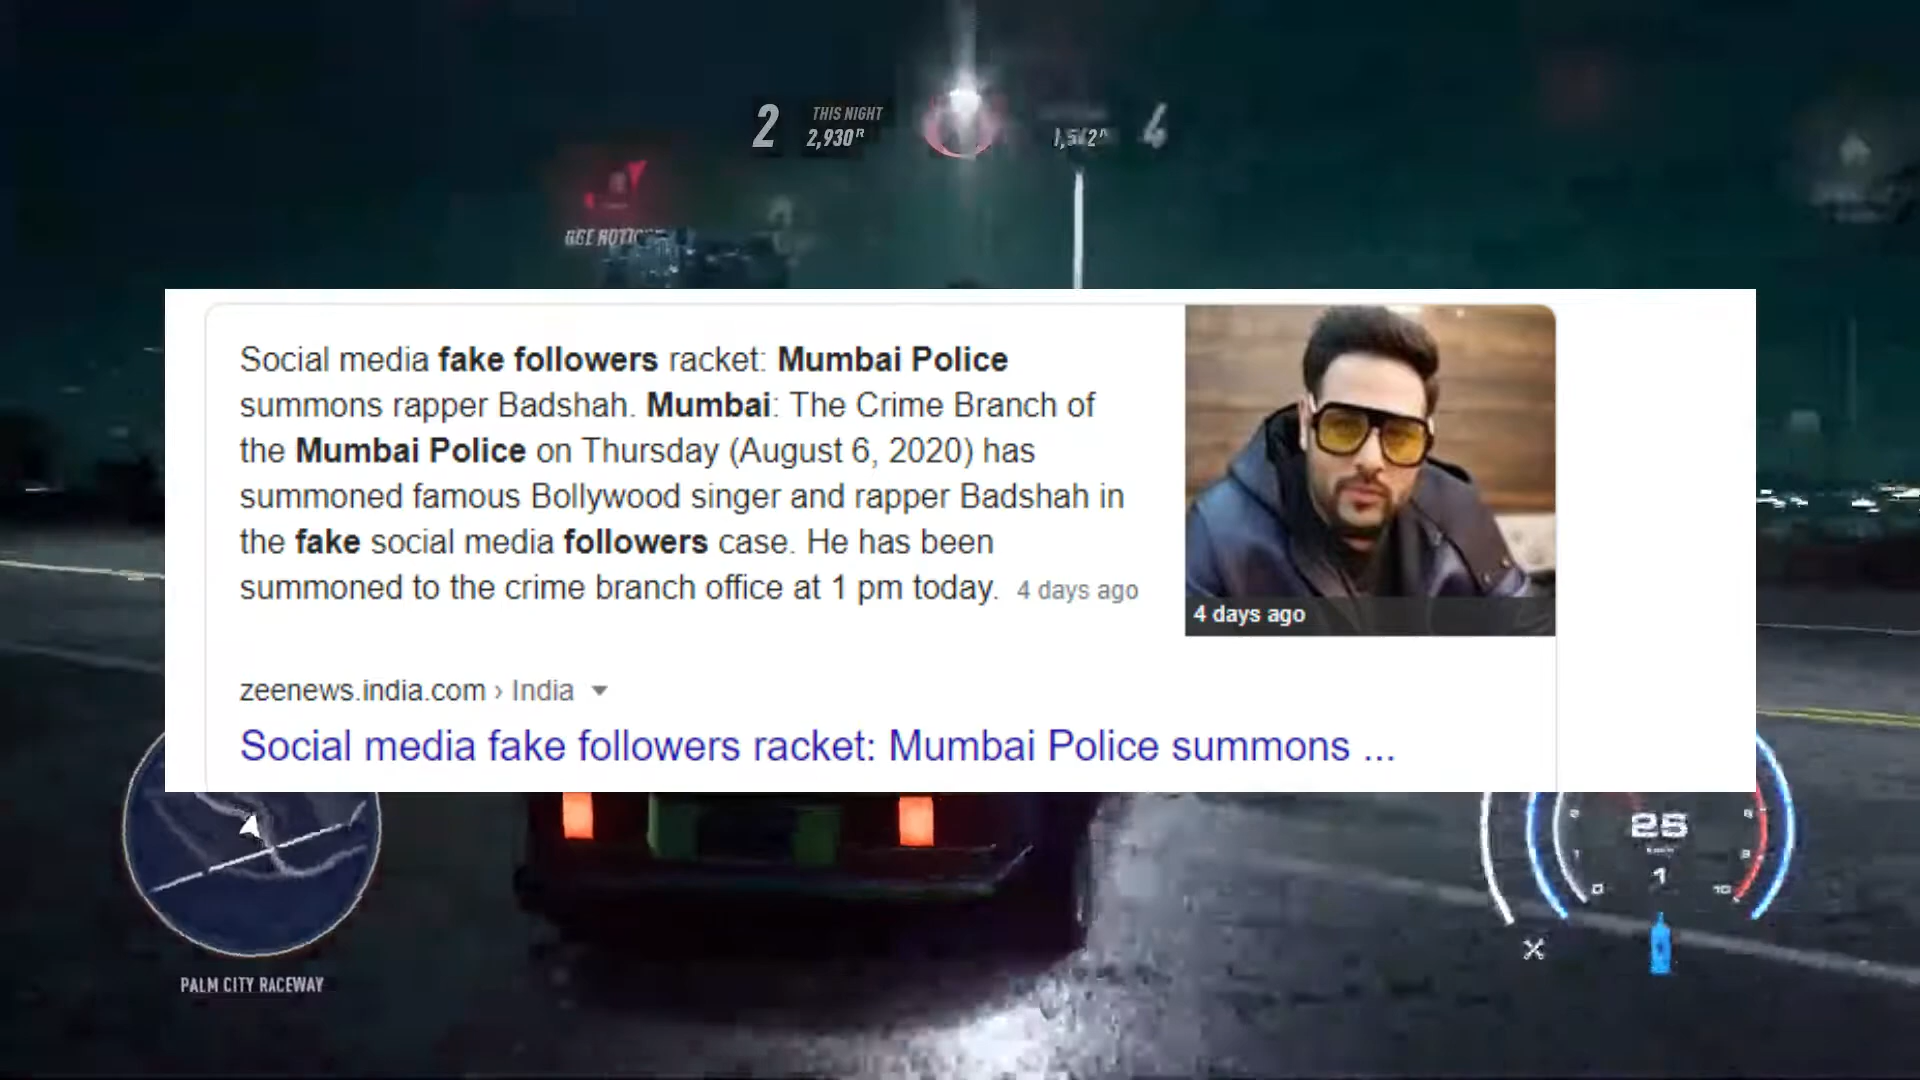 2
THIS NIGHT
2,930R
4
Social media fake followers racket: Mumbai Police
summons rapper Badshah. Mumbai: The Crime Branch of
the Mumbai Police on Thursday (August 6, 2020) has
summoned famous Bollywood singer and rapper Badshah in
the fake social media followers case. He has been
summoned to the crime branch office at 1 pm today. 4 days ago
4 days ago
zeenews.india.com › India
Social media fake followers racket: Mumbai Police summons ...
25
1
0
10
PALM CITY RACEWAY